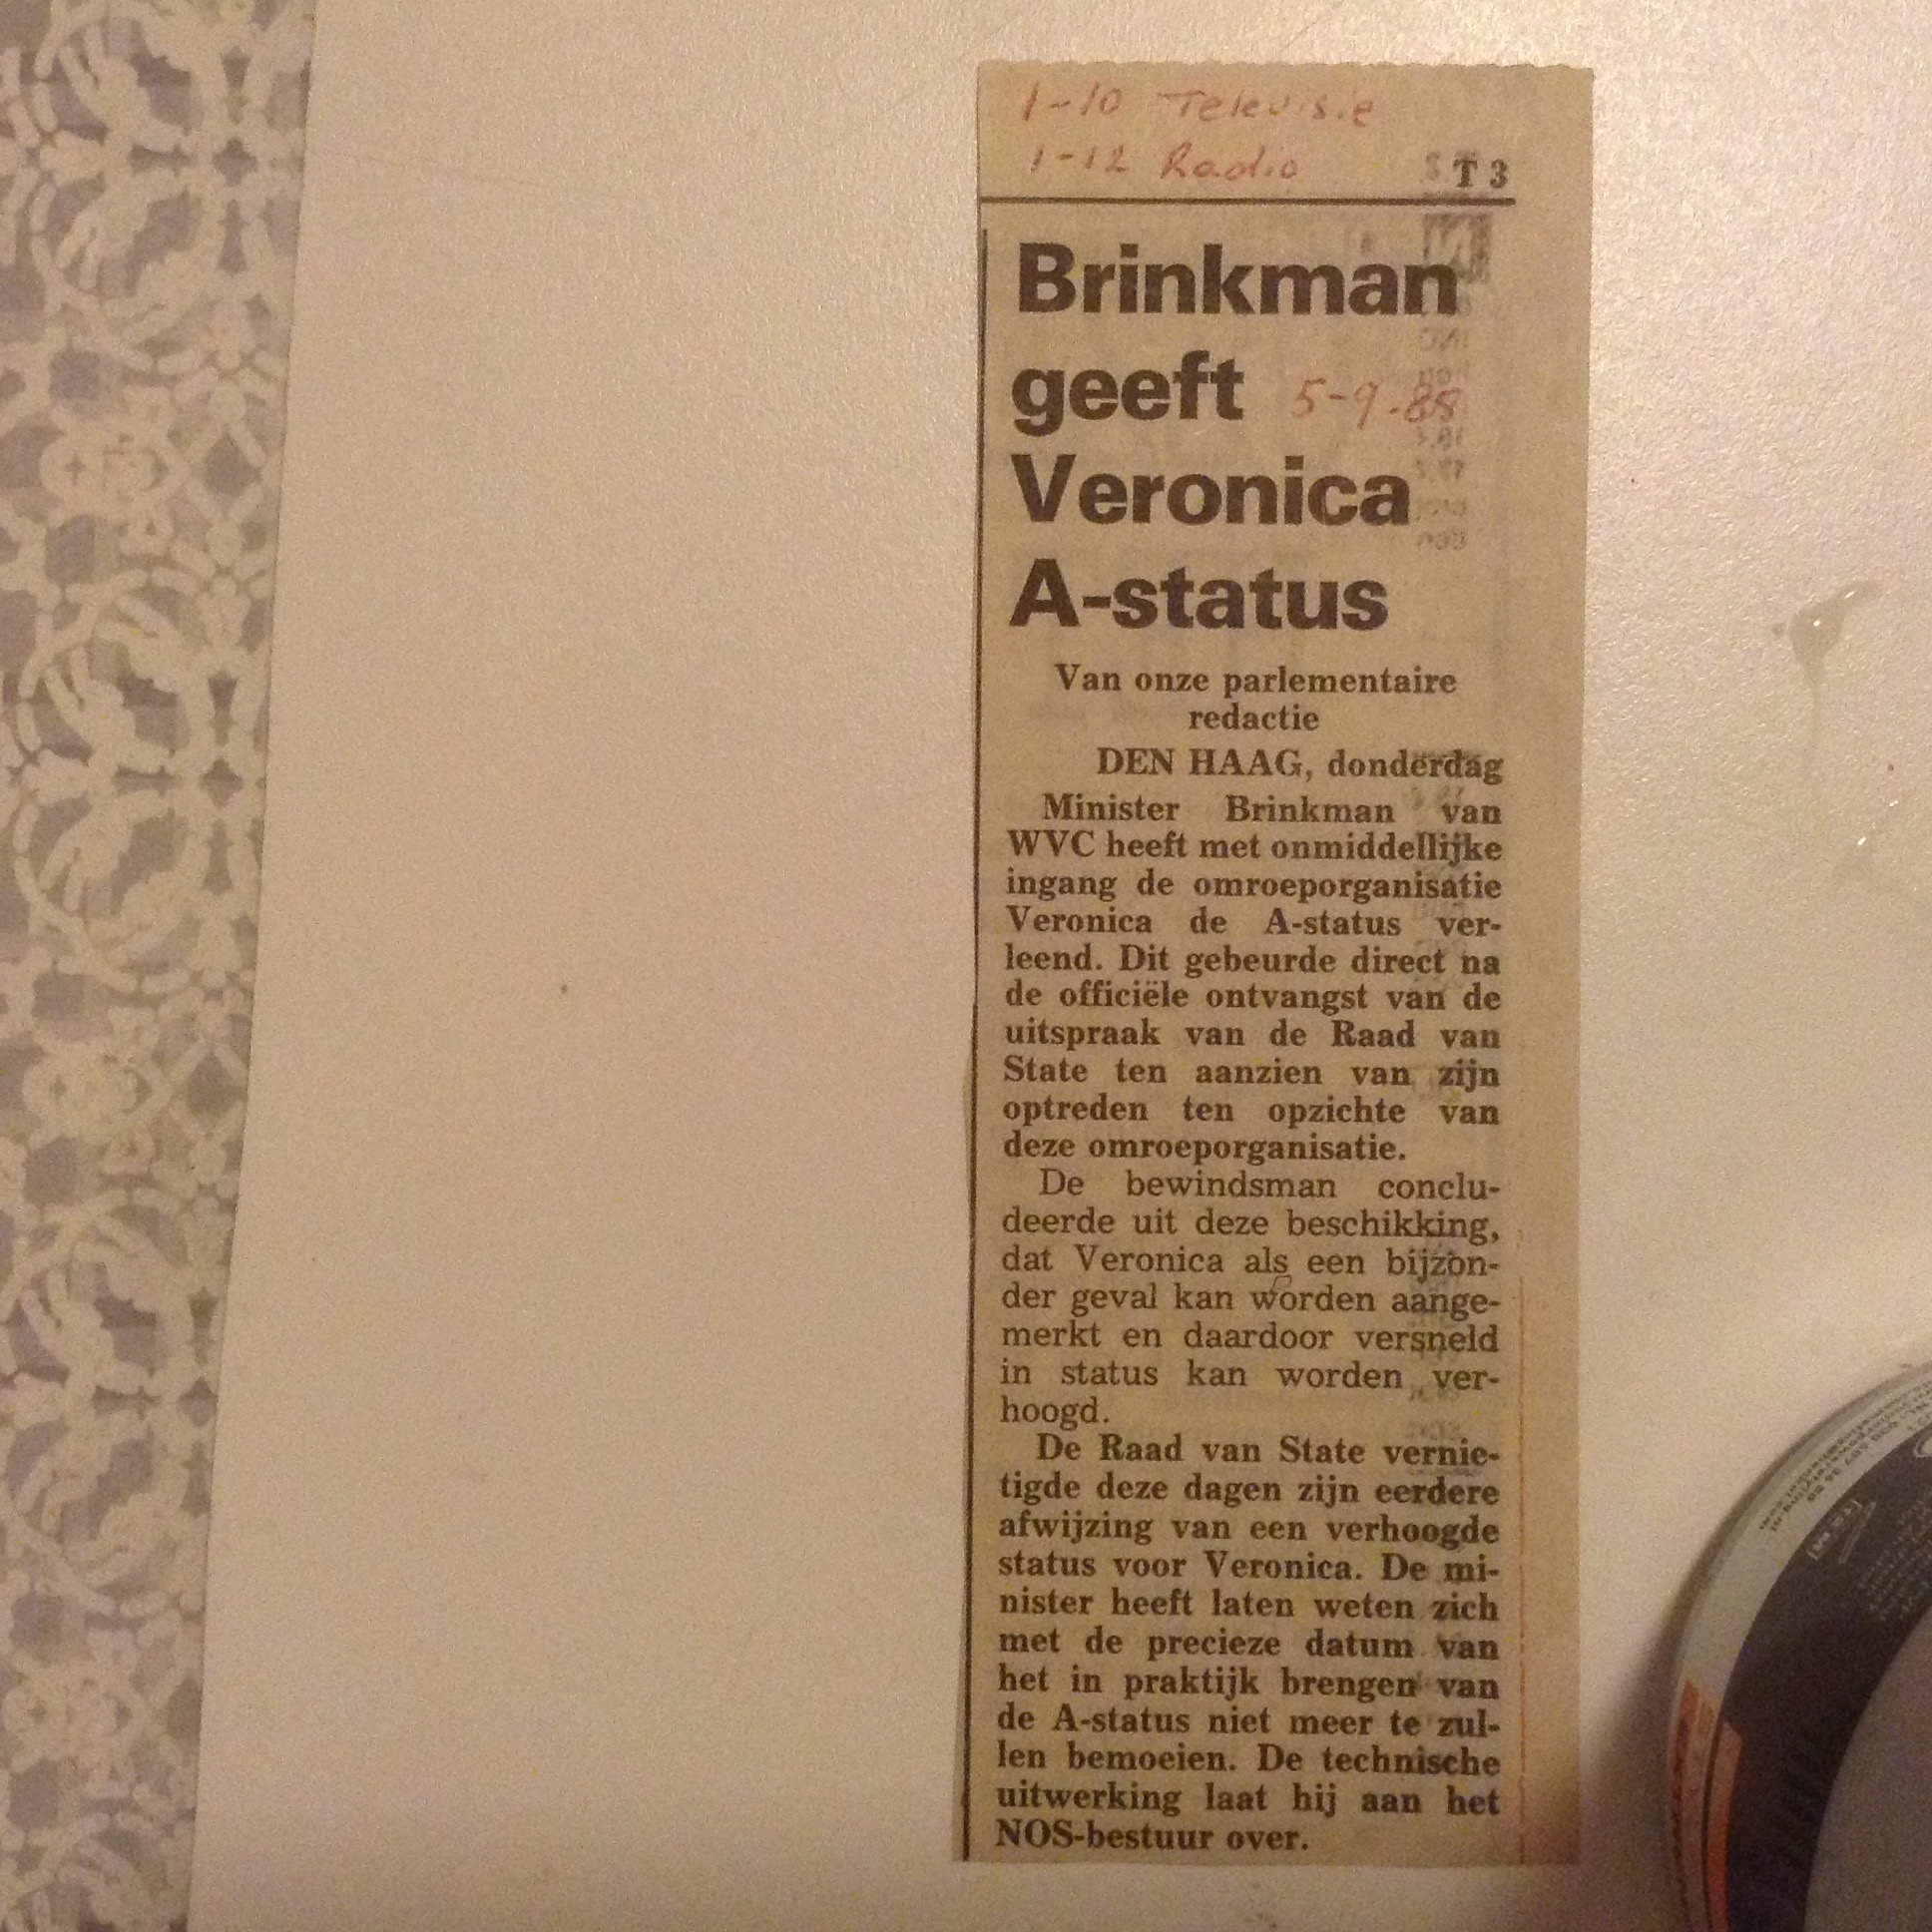 1-10 Televisie
1-12 Radio
T 3
Brinkman
geeft
5-9-85
Veronica
A-status
Van onze parlementaire
redactie
DEN HAAG, donderdag
Minister Brinkman van
WVC heeft met onmiddellijke
ingang de omroeporganisatie
Veronica de A-status ver-
leend. Dit gebeurde direct na
de officiële ontvangst van de
uitspraak van de Raad van
State ten aanzien van zijn
optreden ten opzichte van
deze omroeporganisatie.
De bewindsman conclu-
deerde uit deze beschikking,
dat Veronica als een bijzon-
der geval kan worden aange-
merkt en daardoor versneld
in status kan worden ver-
hoogd.
De Raad van State vernie-
tigde deze dagen zijn eerdere
afwijzing van een verhoogde
status voor Veronica. De mi-
nister heeft laten weten zich
met de precieze datum van
het in praktijk brengen van
de A-status niet meer te zul-
len bemoeien. De technische
uitwerking laat hij aan het
NOS-bestuur over.